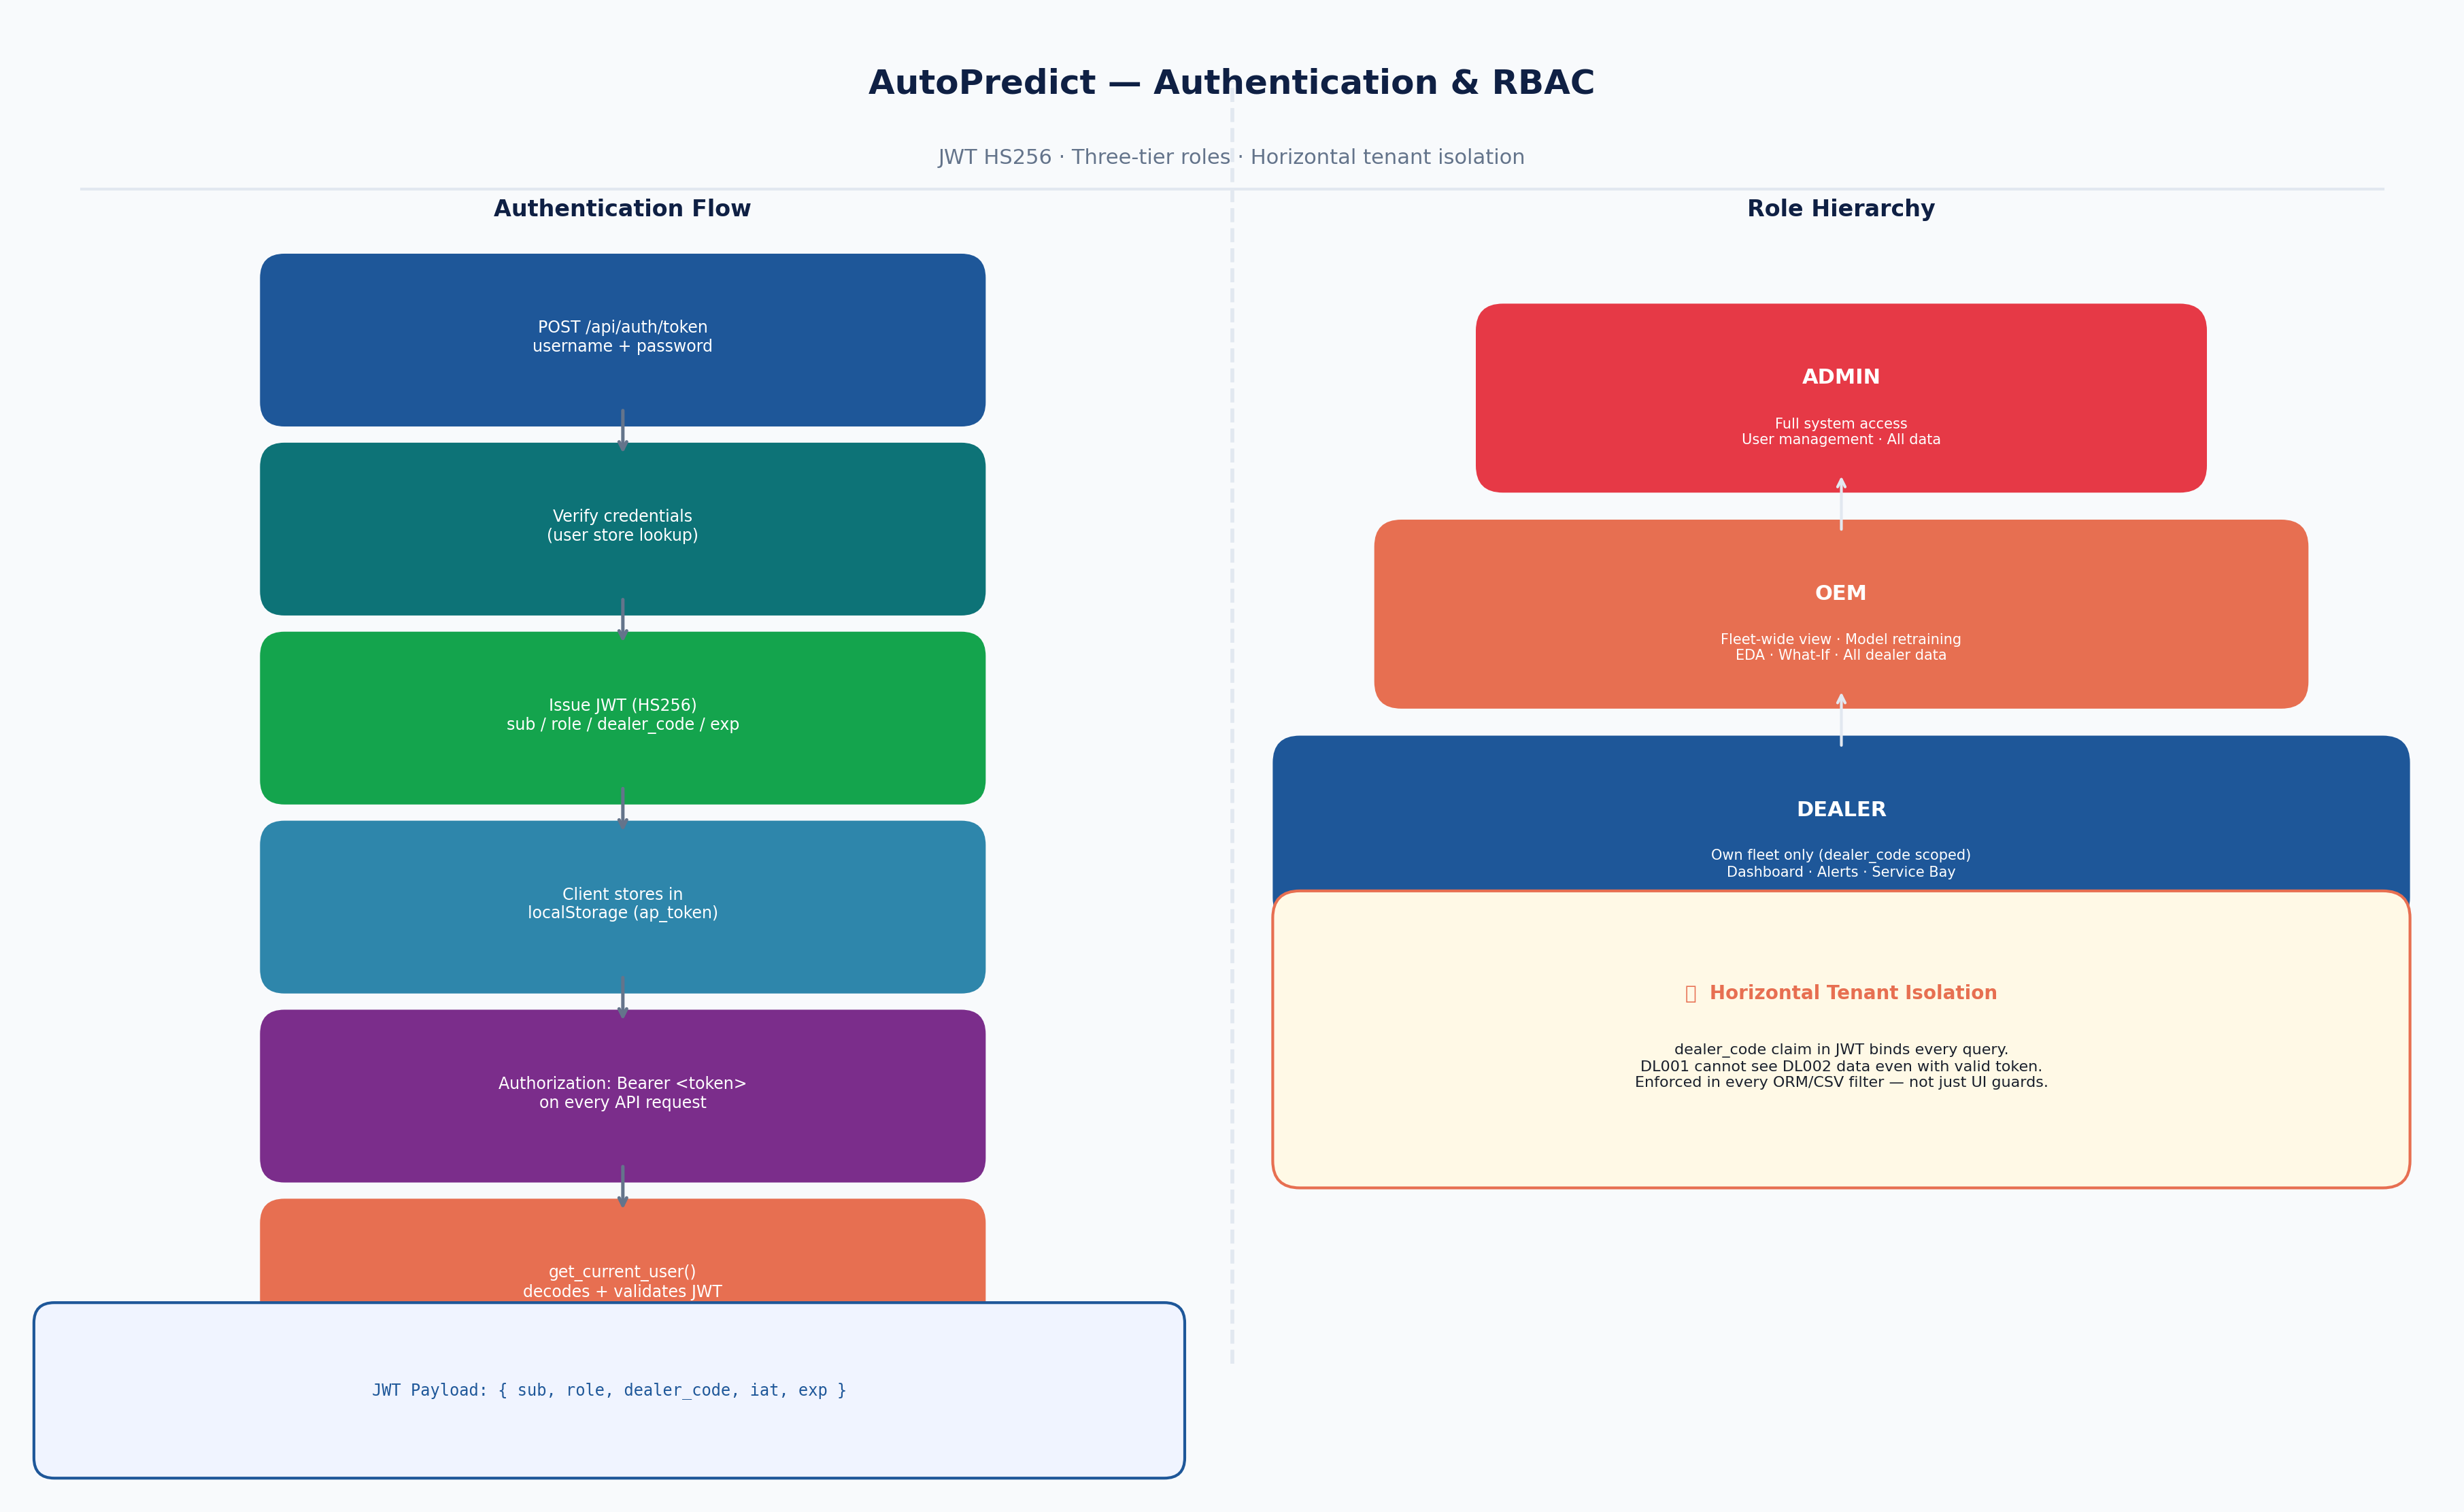 AutoPredict — Authentication & RBAC
JWT HS256 · Three-tier roles · Horizontal tenant isolation
Authentication Flow
POST /api/auth/token
username + password
Verify credentials
(user store lookup)
Issue JWT (HS256)
sub / role / dealer_code / exp
Client stores in
localStorage (ap_token)
Authorization: Bearer <token>
on every API request
get_current_user()
decodes + validates JWT
JWT Payload: { sub, role, dealer_code, iat, exp }
Role Hierarchy
ADMIN
Full system access
User management · All data
OEM
Fleet-wide view · Model retraining
EDA · What-If · All dealer data
DEALER
Own fleet only (dealer_code scoped)
Dashboard · Alerts · Service Bay
Horizontal Tenant Isolation
dealer_code claim in JWT binds every query.
DL001 cannot see DL002 data even with valid token.
Enforced in every ORM/CSV filter — not just UI guards.